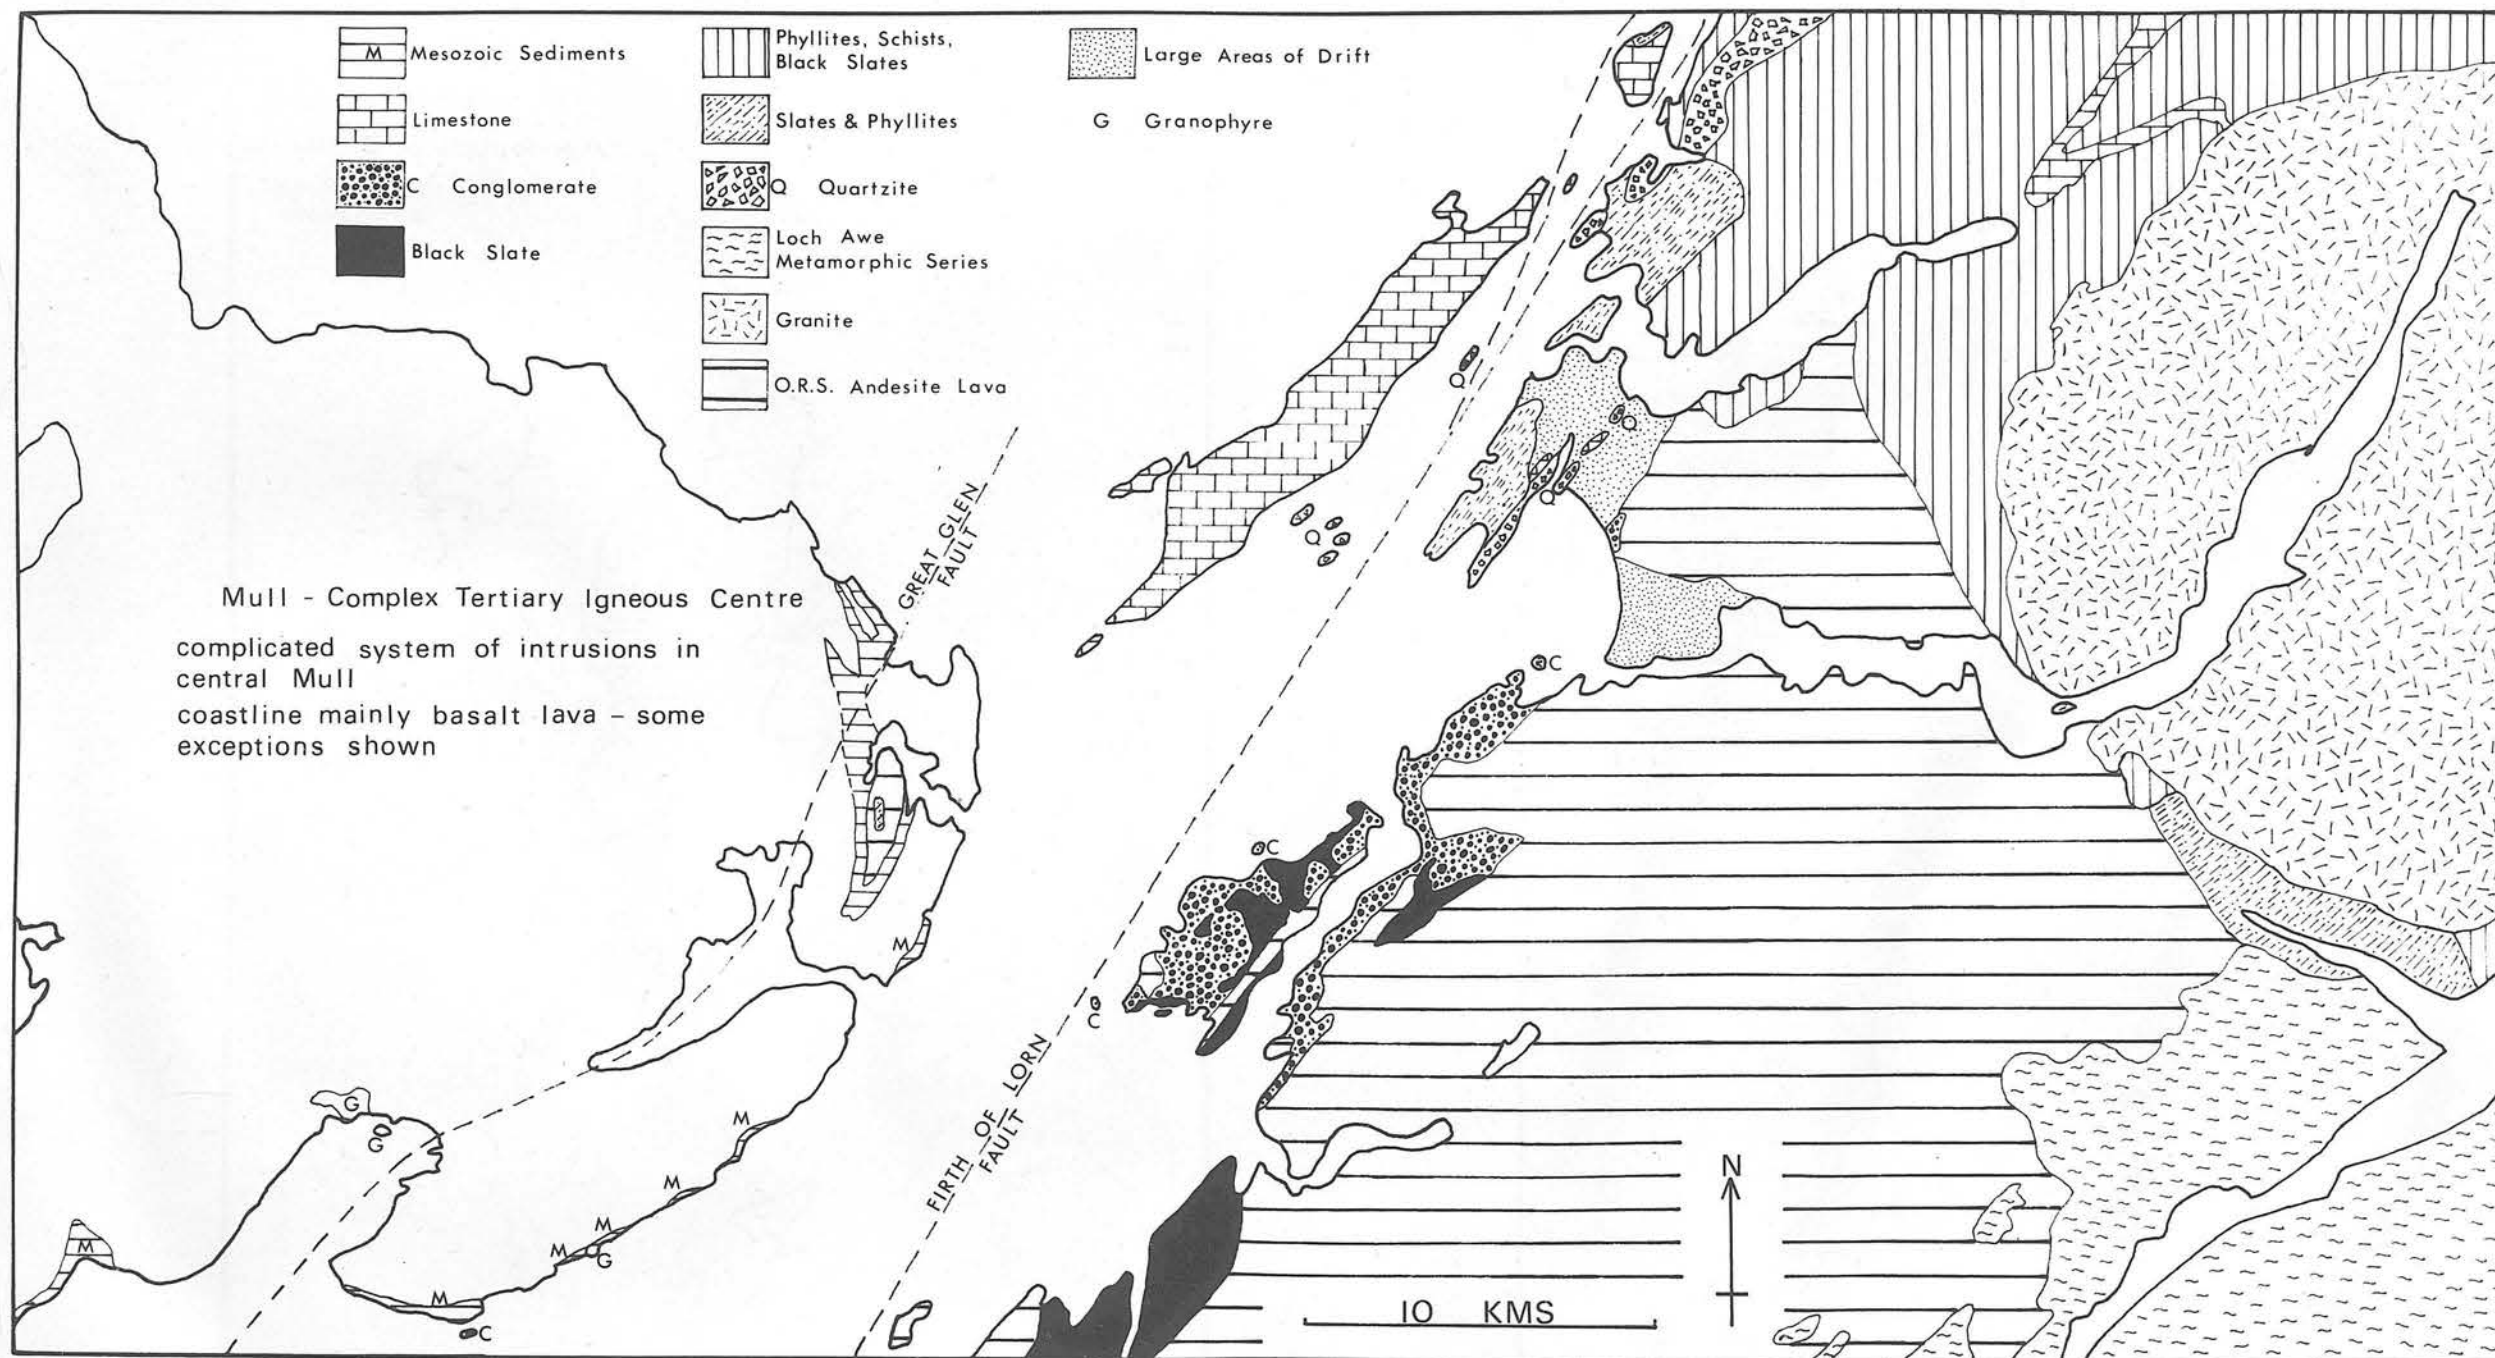 M Mesozoic Sediments
Limestone
C Conglomerate
Black Slate
Phyllites, Schists,
Black Slates
Slates & Phyllites
Q Quartzite
Loch Awe
Metamorphic Series
Granite
O.R.S. Andesite Lava
Large Areas of Drift
G Granophyre
GREAT GLEN
FAULT
Mull - Complex Tertiary Igneous Centre
complicated system of intrusions in
central Mull
coastline mainly basalt lava - some
exceptions shown
Q
Q
Q
Q
C
C
C
M
FIRTH OF LORN
FAULT
G
G
M
M
M
M
M
G
M
C
N
10 KMS